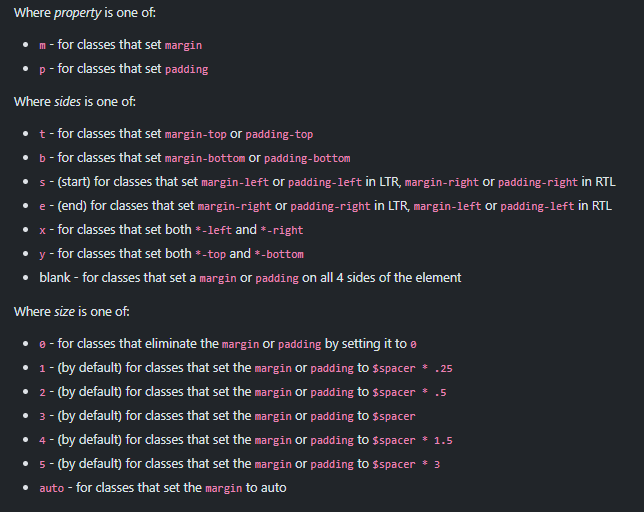 Where property is one of:
• m - for classes that set margin
• p - for classes that set padding
Where sides is one of:
• t - for classes that set margin-top or padding-top
• b - for classes that set margin-bottom or padding-bottom
• s - (start) for classes that set margin-left or padding-left in LTR, margin-right or padding-right in RTL
• e - (end) for classes that set margin-right or padding-right in LTR, margin-left or padding-left in RTL
• x - for classes that set both *-left and *-right
• y - for classes that set both *-top and *-bottom
• blank - for classes that set a margin or padding on all 4 sides of the element
Where size is one of:
• 0 - for classes that eliminate the margin or padding by setting it to 0
• 1 - (by default) for classes that set the margin or padding to $spacer * .25
• 2 - (by default) for classes that set the margin or padding to $spacer * .5
• 3 - (by default) for classes that set the margin or padding to $spacer
• 4 - (by default) for classes that set the margin or padding to $spacer * 1.5
• 5 - (by default) for classes that set the margin or padding to $spacer * 3
• auto - for classes that set the margin to auto